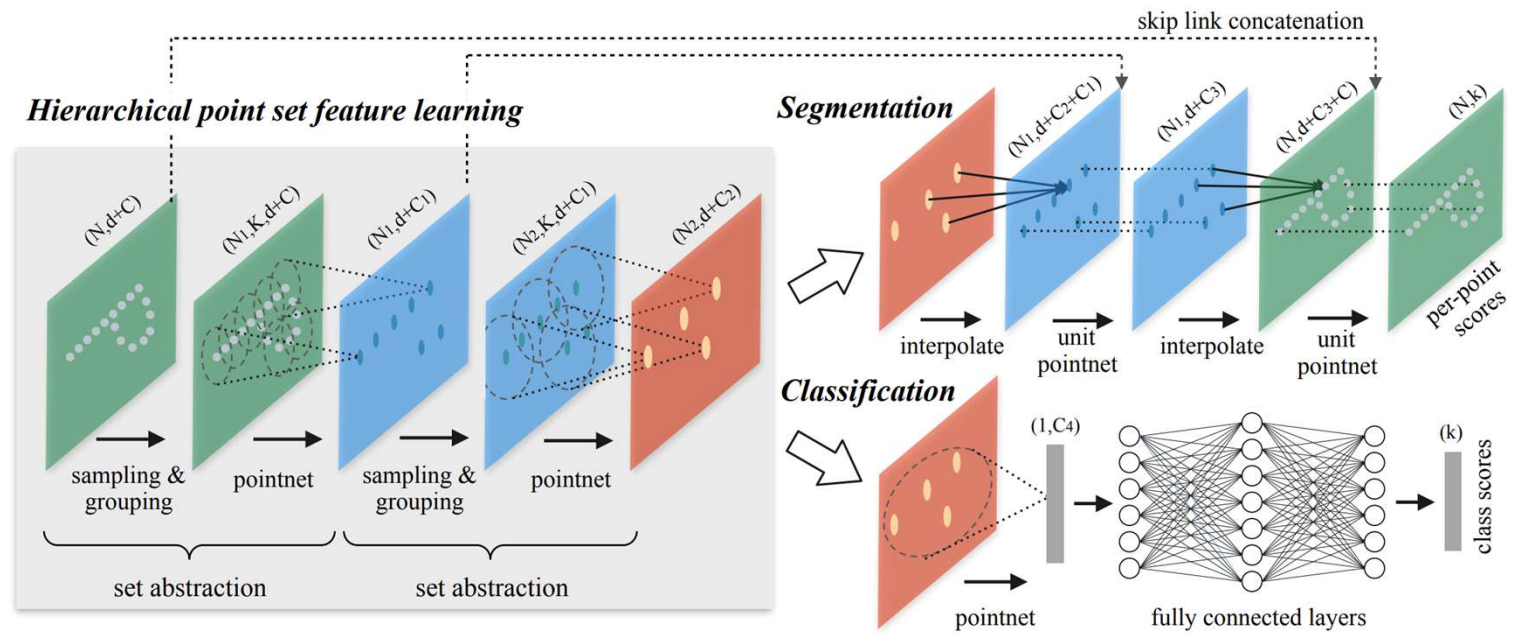 skip link concatenation
Hierarchical point set feature learning
(N,d+C)
(N1,K,d+C)
(N1,d+C1)
(N2,K,d+C1)
(N2,d+C2)
sampling &
grouping
pointnet
sampling &
grouping
pointnet
set abstraction
set abstraction
Segmentation
(N1,d+C2+C1)
(N1,d+C3)
(N,d+C3+C)
(N,k)
per-point
scores
interpolate
unit
pointnet
interpolate
unit
pointnet
Classification
(1,C4)
(k)
class scores
pointnet
fully connected layers